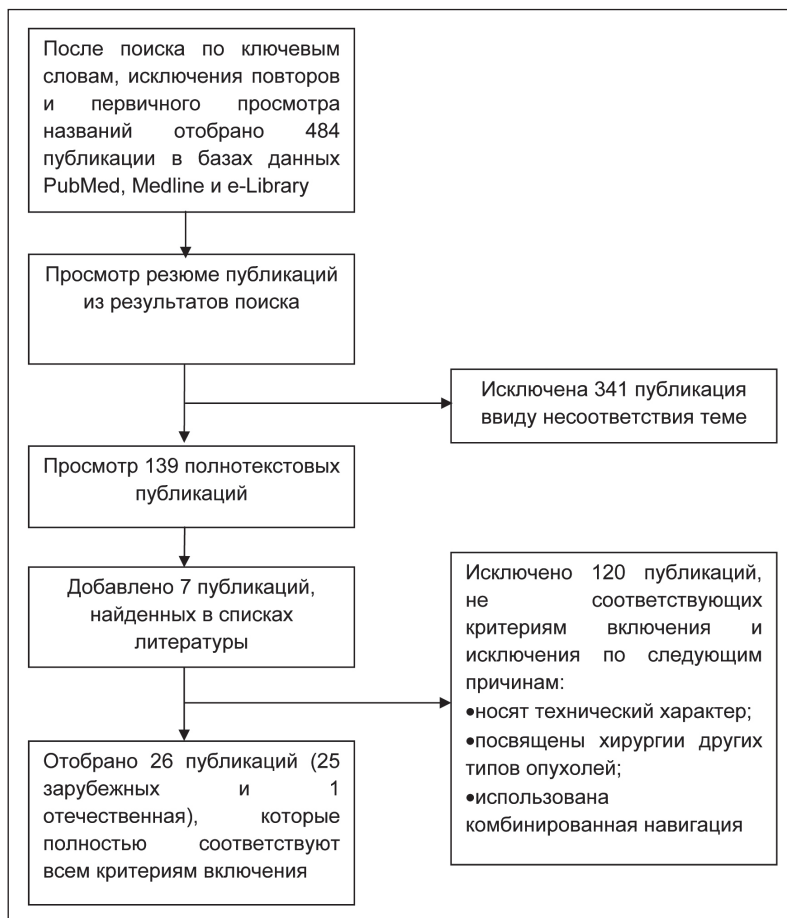 После поиска по ключевым
словам, исключения повторов
и первичного просмотра
названий отобрано 484
публикации в базах данных
PubMed, Medline и e-Library
Просмотр резюме публикаций
из результатов поиска
Исключена 341 публикация
ввиду несоответствия теме
Просмотр 139 полнотекстовых
публикаций
Добавлено 7 публикаций,
найденных в списках
литературы
Исключено 120 публикаций,
не соответствующих
критериям включения и
исключения по следующим
причинам:
•носят технический характер;
•посвящены хирургии других
типов опухолей;
•использована
комбинированная навигация
Отобрано 26 публикаций (25
зарубежных и 1
отечественная), которые
полностью соответствуют
всем критериям включения